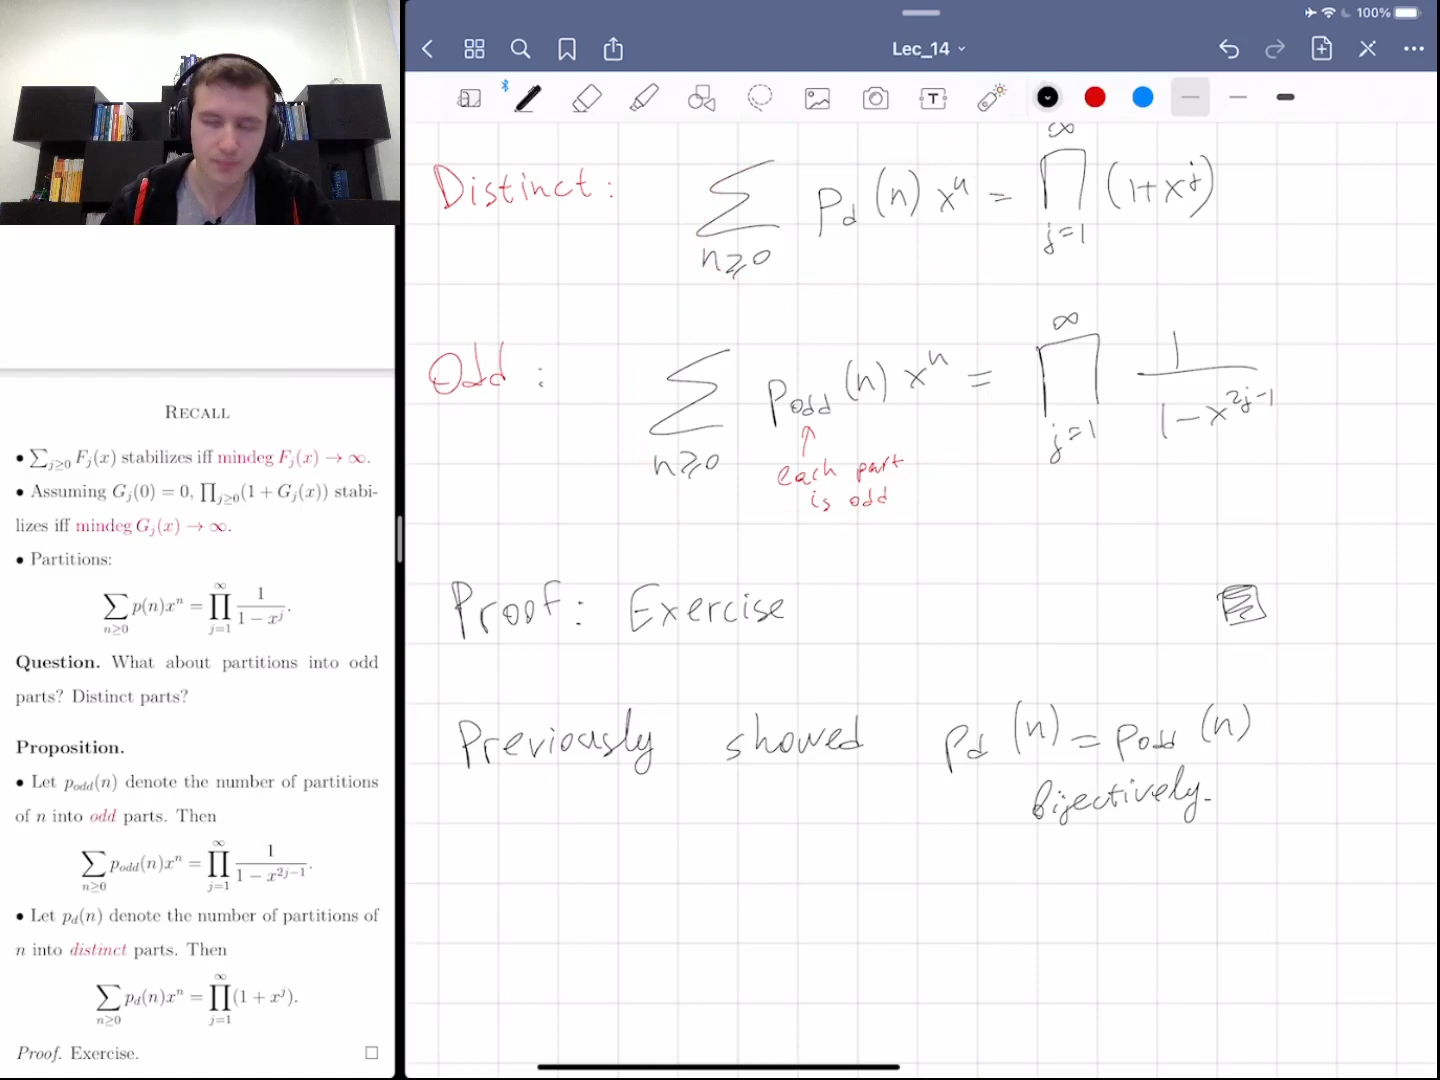 100%
Lec_14
T
Distinct: ∑_{n≥0} p_d(n) x^n = ∏_{j=1}^{∞} (1+x^j)
Odd: ∑_{n≥0} p_odd(n) x^n = ∏_{j=1}^{∞} 1/(1-x^{2j-1})
↑
each part
is odd
Proof: Exercise
Previously showed p_d(n) = p_odd(n)
bijectively.
Recall
• ∑_{j≥0} F_j(x) stabilizes iff mindeg F_j(x) → ∞.
• Assuming G_j(0) = 0, ∏_{j≥0}(1 + G_j(x)) stabi-
lizes iff mindeg G_j(x) → ∞.
• Partitions:
∑_{n≥0} p(n)x^n = ∏_{j=1}^{∞} 1/(1 − x^j).
Question. What about partitions into odd
parts? Distinct parts?
Proposition.
• Let p_odd(n) denote the number of partitions
of n into odd parts. Then
∑_{n≥0} p_odd(n)x^n = ∏_{j=1}^{∞} 1/(1 − x^{2j−1}).
• Let p_d(n) denote the number of partitions of
n into distinct parts. Then
∑_{n≥0} p_d(n)x^n = ∏_{j=1}^{∞} (1 + x^j).
Proof. Exercise. □